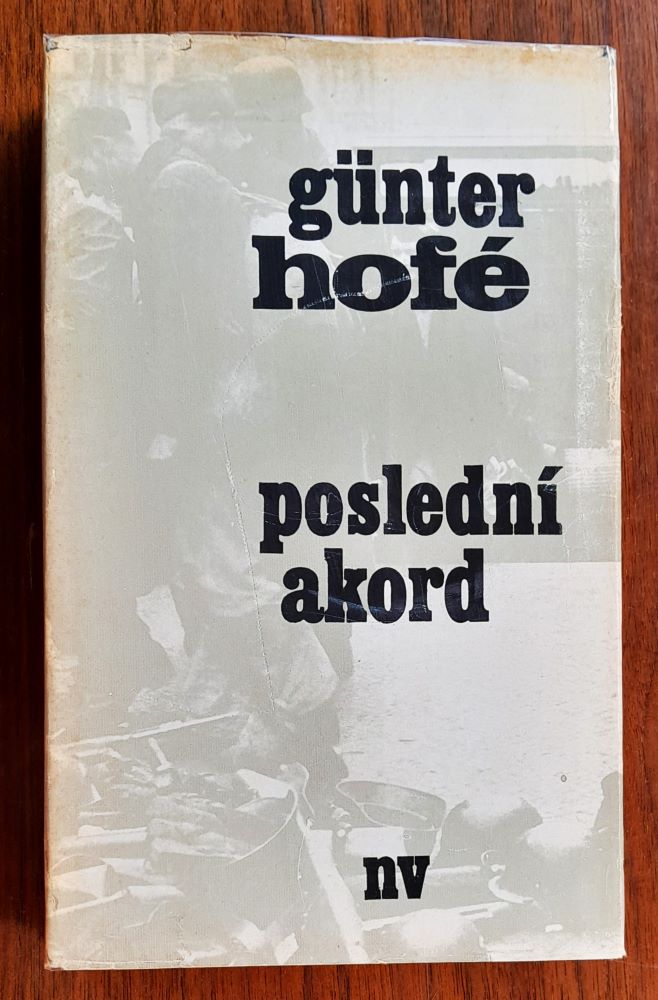 günter
hofé
poslední
akord
nv